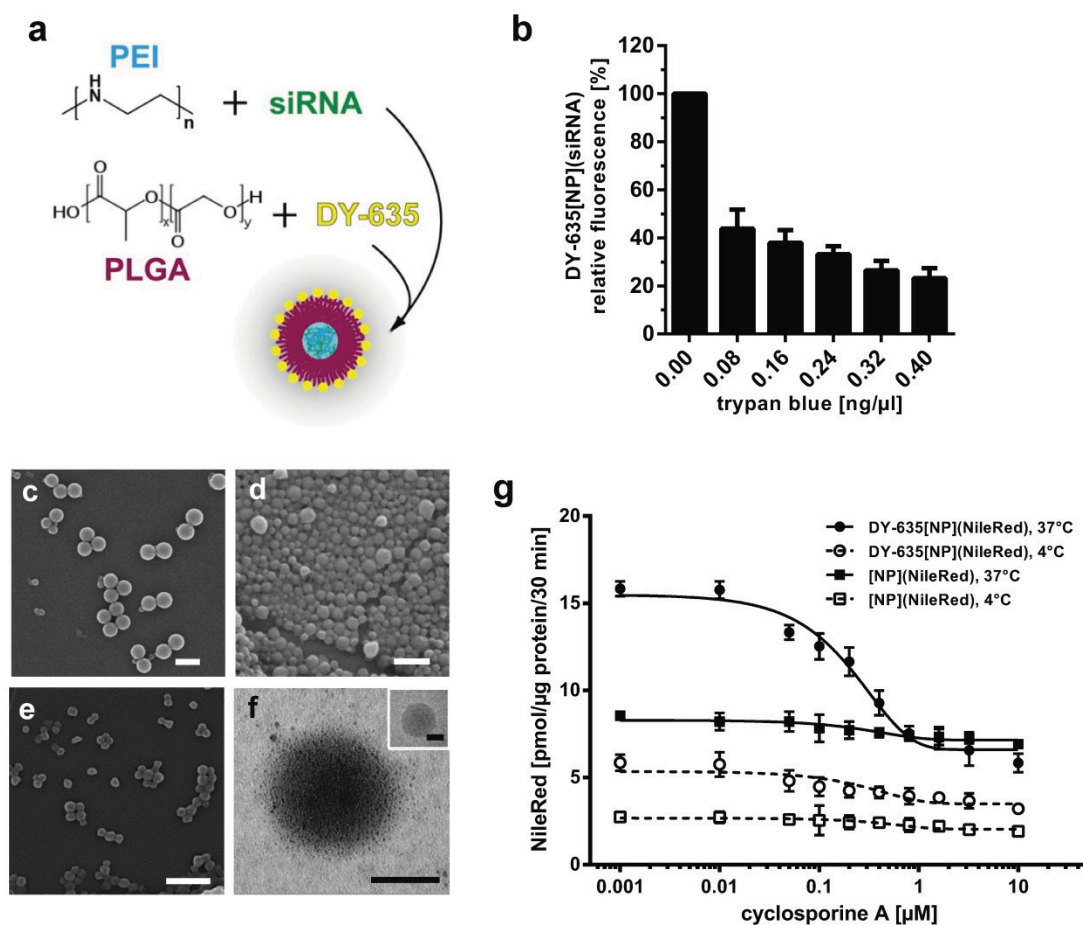 a
PEI
H
N
n
+ siRNA
O
HO
O
x
O
O
y
H
+ DY-635
PLGA
b
DY-635[NP](siRNA)
relative fluorescence [%]
120
100
80
60
40
20
0
0.00
0.08
0.16
0.24
0.32
0.40
trypan blue [ng/µl]
c
d
e
f
g
NileRed [pmol/µg protein/30 min]
20
15
10
5
0
DY-635[NP](NileRed), 37°C
DY-635[NP](NileRed), 4°C
[NP](NileRed), 37°C
[NP](NileRed), 4°C
0.001
0.01
0.1
1
10
cyclosporine A [µM]